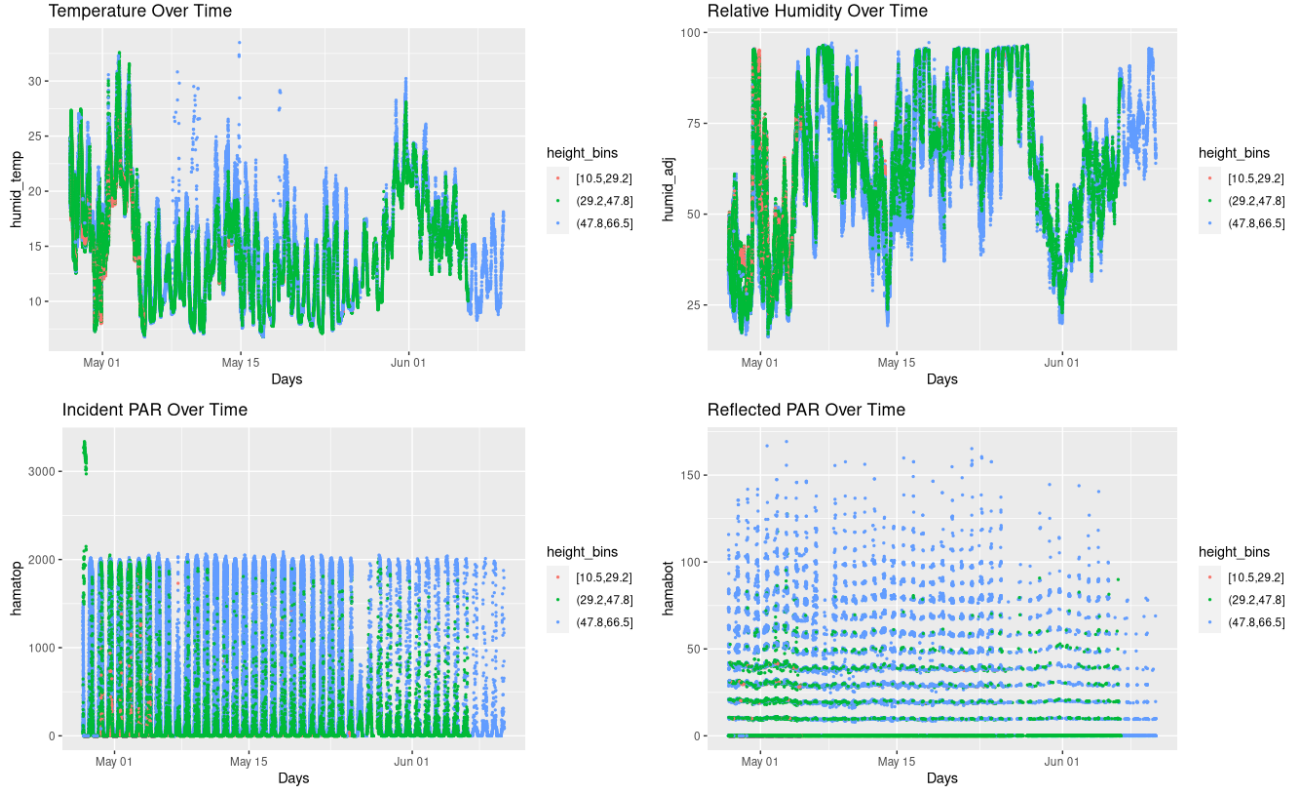 Temperature Over Time
humid_temp
30
25
20
15
10
May 01
May 15
Jun 01
Days
height_bins
[10.5,29.2]
(29.2,47.8]
(47.8,66.5]
Relative Humidity Over Time
humid_adj
100
75
50
25
May 01
May 15
Jun 01
Days
height_bins
[10.5,29.2]
(29.2,47.8]
(47.8,66.5]
Incident PAR Over Time
hamatop
3000
2000
1000
0
May 01
May 15
Jun 01
Days
height_bins
[10.5,29.2]
(29.2,47.8]
(47.8,66.5]
Reflected PAR Over Time
hamabot
150
100
50
0
May 01
May 15
Jun 01
Days
height_bins
[10.5,29.2]
(29.2,47.8]
(47.8,66.5]